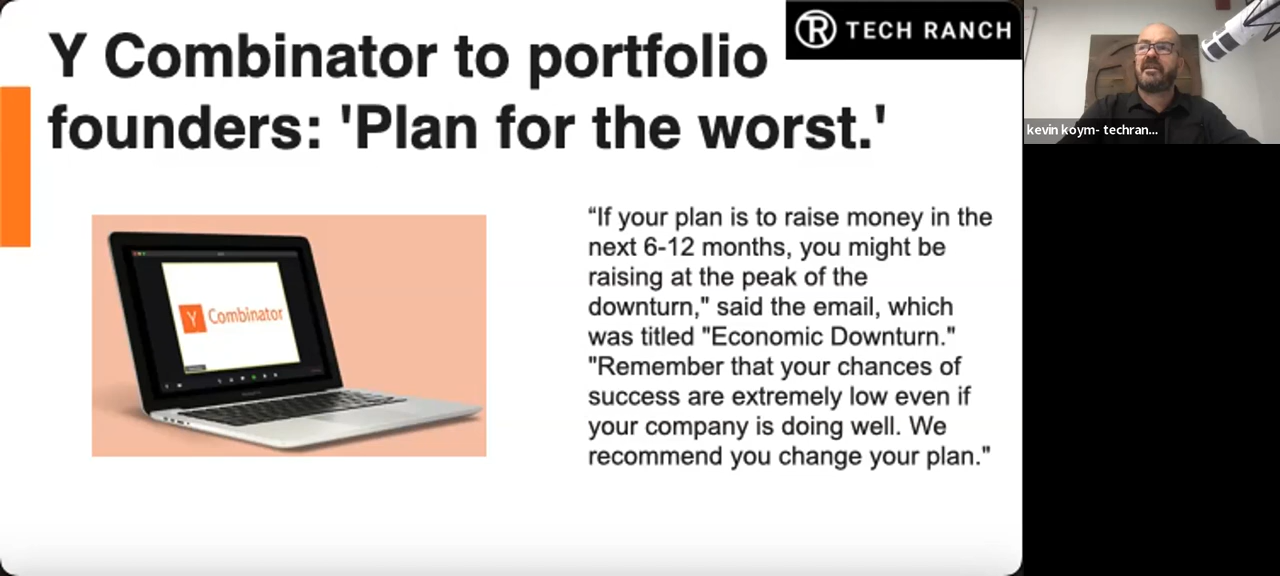 Y Combinator to portfolio
founders: 'Plan for the worst.'
TECH RANCH
kevin koym- techran...
Y Combinator
“If your plan is to raise money in the
next 6-12 months, you might be
raising at the peak of the
downturn," said the email, which
was titled "Economic Downturn."
"Remember that your chances of
success are extremely low even if
your company is doing well. We
recommend you change your plan."